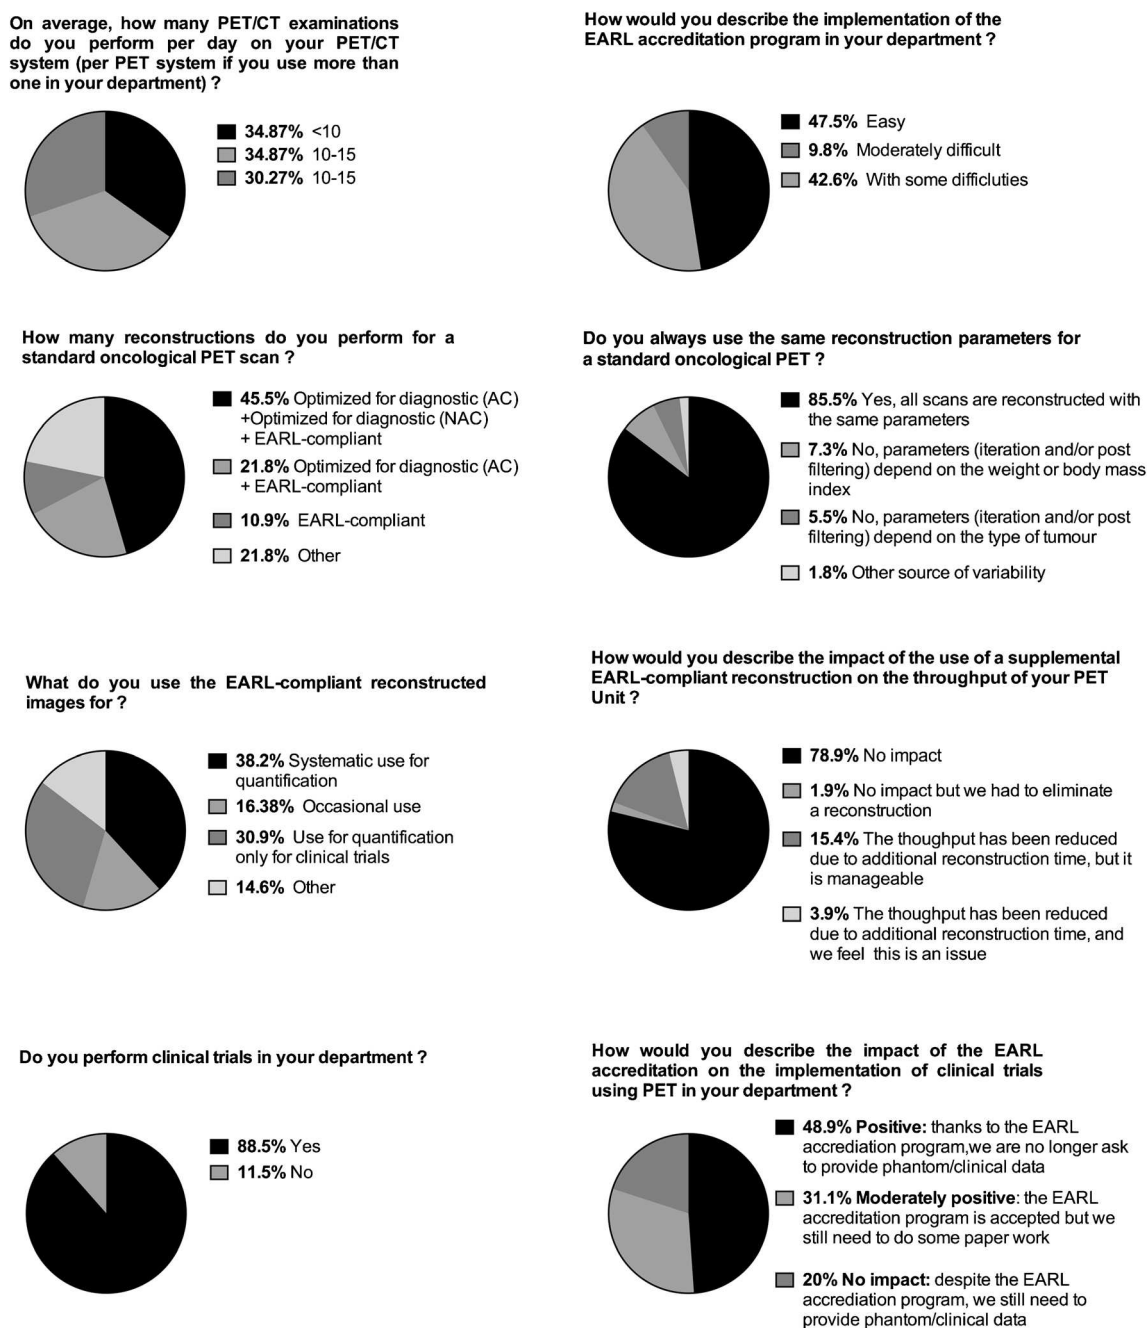 On average, how many PET/CT examinations
do you perform per day on your PET/CT
system (per PET system if you use more than
one in your department) ?
34.87% <10
34.87% 10-15
30.27% 10-15
How would you describe the implementation of the
EARL accreditation program in your department ?
47.5% Easy
9.8% Moderately difficult
42.6% With some difficluties
How many reconstructions do you perform for a
standard oncological PET scan ?
45.5% Optimized for diagnostic (AC)
+Optimized for diagnostic (NAC)
+ EARL-compliant
21.8% Optimized for diagnostic (AC)
+ EARL-compliant
10.9% EARL-compliant
21.8% Other
Do you always use the same reconstruction parameters for
a standard oncological PET ?
85.5% Yes, all scans are reconstructed with
the same parameters
7.3% No, parameters (iteration and/or post
filtering) depend on the weight or body mass
index
5.5% No, parameters (iteration and/or post
filtering) depend on the type of tumour
1.8% Other source of variability
What do you use the EARL-compliant reconstructed
images for ?
38.2% Systematic use for
quantification
16.38% Occasional use
30.9% Use for quantification
only for clinical trials
14.6% Other
How would you describe the impact of the use of a supplemental
EARL-compliant reconstruction on the throughput of your PET
Unit ?
78.9% No impact
1.9% No impact but we had to eliminate
a reconstruction
15.4% The thoughput has been reduced
due to additional reconstruction time, but it
is manageable
3.9% The thoughput has been reduced
due to additional reconstruction time, and
we feel this is an issue
Do you perform clinical trials in your department ?
88.5% Yes
11.5% No
How would you describe the impact of the EARL
accreditation on the implementation of clinical trials
using PET in your department ?
48.9% Positive: thanks to the EARL
accrediation program,we are no longer ask
to provide phantom/clinical data
31.1% Moderately positive: the EARL
accreditation program is accepted but we
still need to do some paper work
20% No impact: despite the EARL
accrediation program, we still need to
provide phantom/clinical data